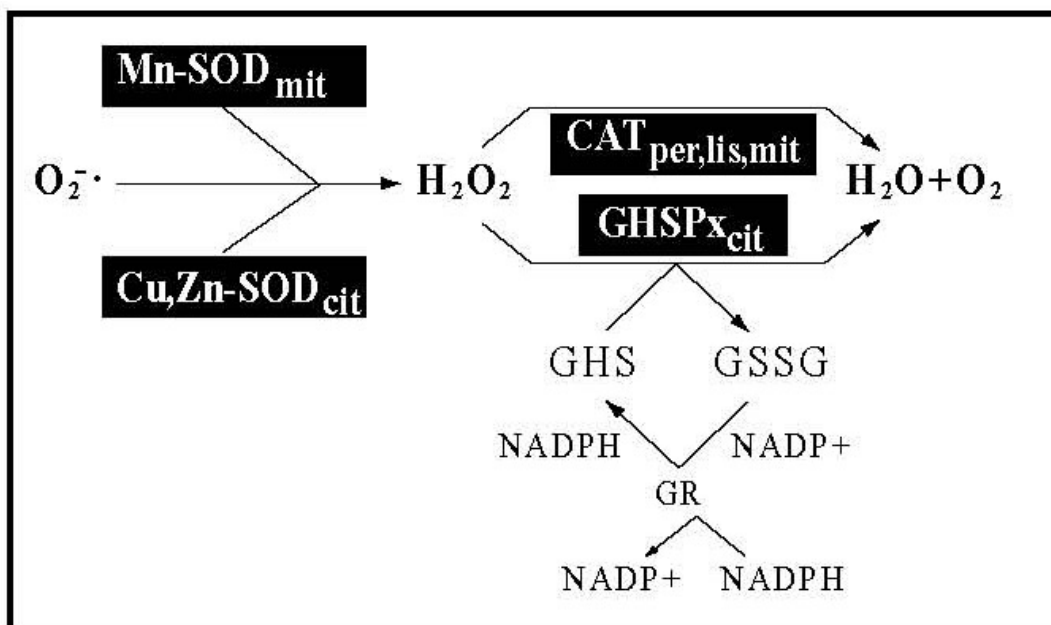 Mn-SOD mit
CAT per,lis,mit
O₂⁻· H₂O₂ H₂O+O₂
GHSPx cit
Cu,Zn-SOD cit
GHS GSSG
NADPH NADP+
GR
NADP+ NADPH